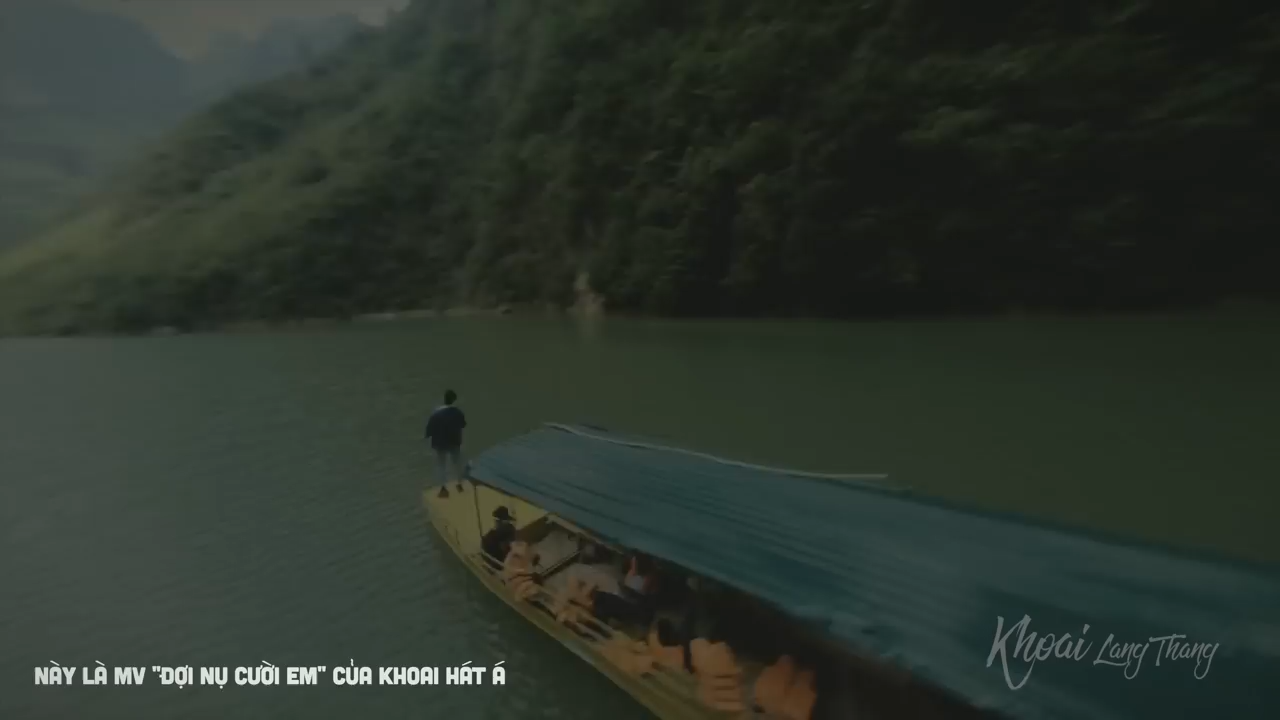 NÀY LÀ MV "ĐỢI NỤ CƯỜI EM" CỦA KHOAI HÁT Á
Khoai Lang Thang